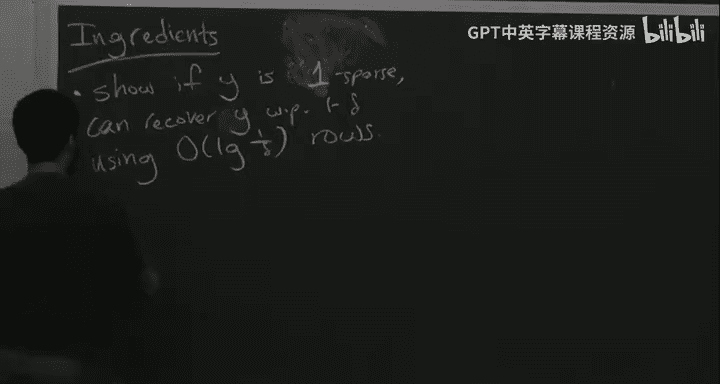 GPT中英字幕课程资源 bilibili
Ingredients
• show if y is 1-sparse,
can recover y w.p. 1-δ
using O(lg 1/δ) rows.